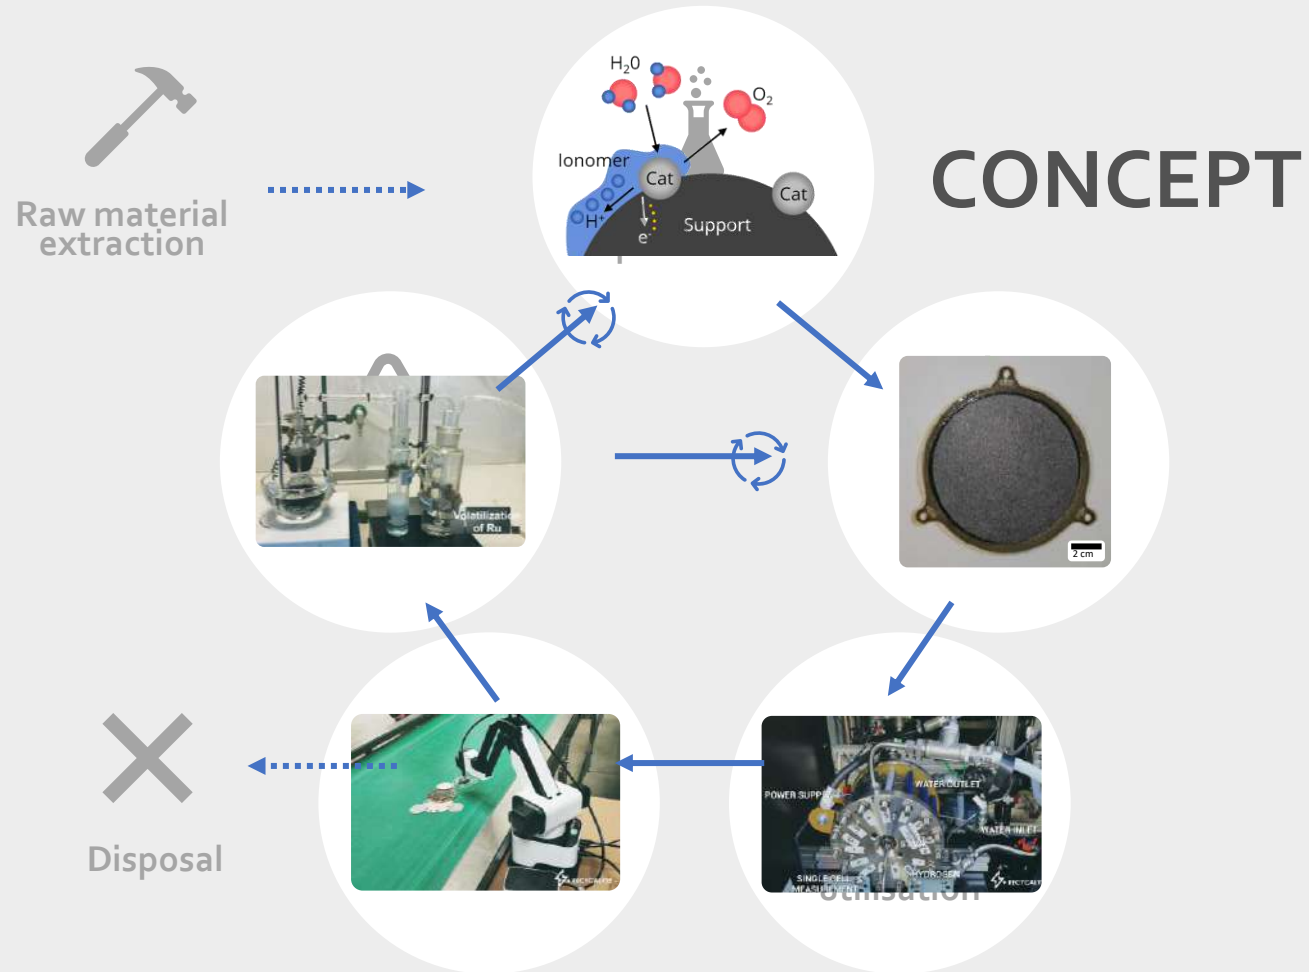 H₂0
O₂
CONCEPT
Ionomer
Cat
Cat
H⁺
Support
e⁻
Raw material
extraction
Volatilization
of Ru
2 cm
WATER OUTLET
POWER SUPPLY
WATER INLET
HYDROGEN
SINGLE CELL
MEASUREMENT
Disposal
utilisation